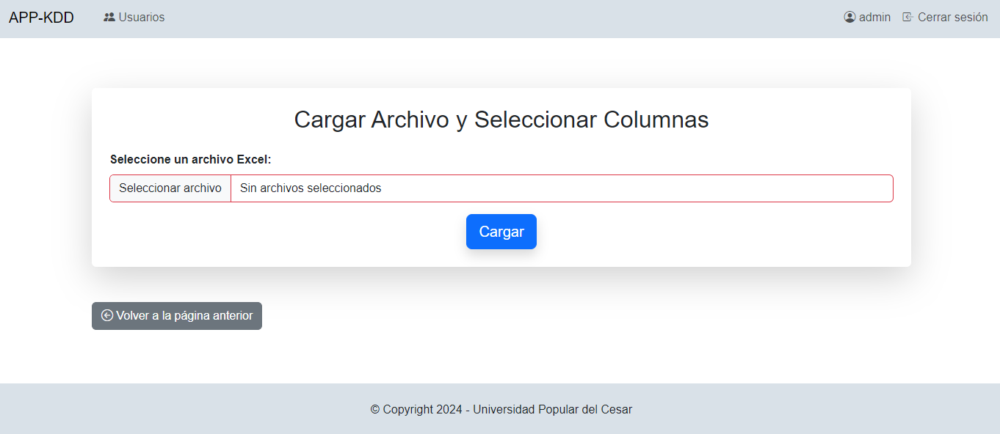 APP-KDD Usuarios admin Cerrar sesión
Cargar Archivo y Seleccionar Columnas
Seleccione un archivo Excel:
Seleccionar archivo Sin archivos seleccionados
Cargar
Volver a la página anterior
© Copyright 2024 - Universidad Popular del Cesar